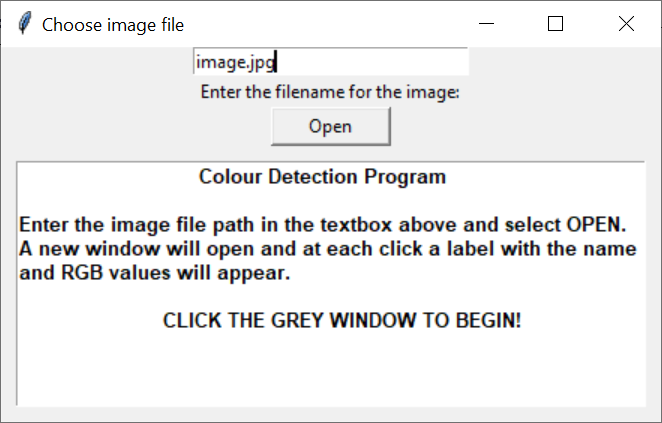 Choose image file
image.jpg
Enter the filename for the image:
Open
Colour Detection Program
Enter the image file path in the textbox above and select OPEN.
A new window will open and at each click a label with the name
and RGB values will appear.
CLICK THE GREY WINDOW TO BEGIN!